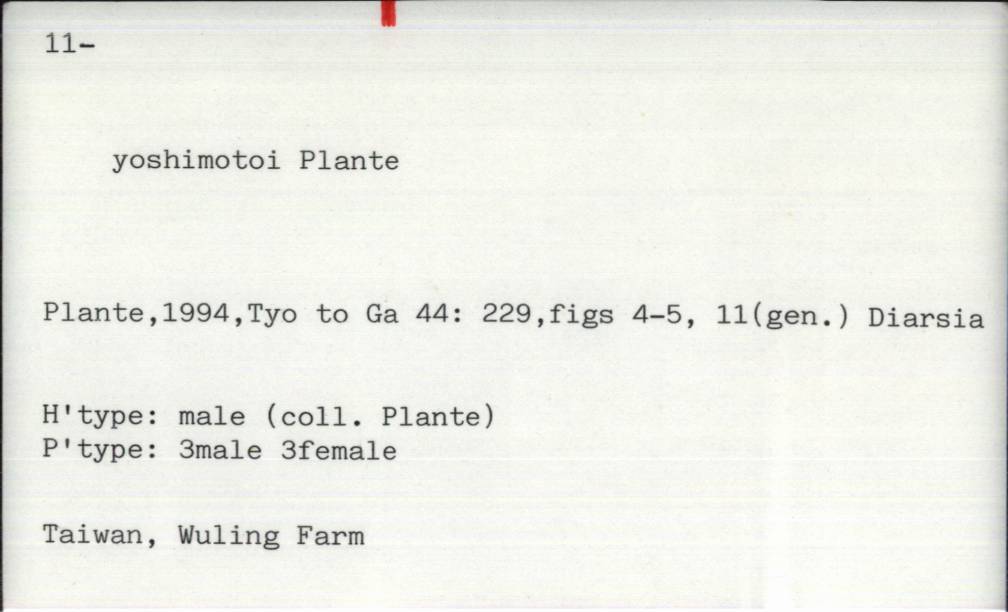 11-
yoshimotoi Plante
Plante,1994,Tyo to Ga 44: 229,figs 4-5, 11(gen.) Diarsia
H'type: male (coll. Plante)
P'type: 3male 3female
Taiwan, Wuling Farm